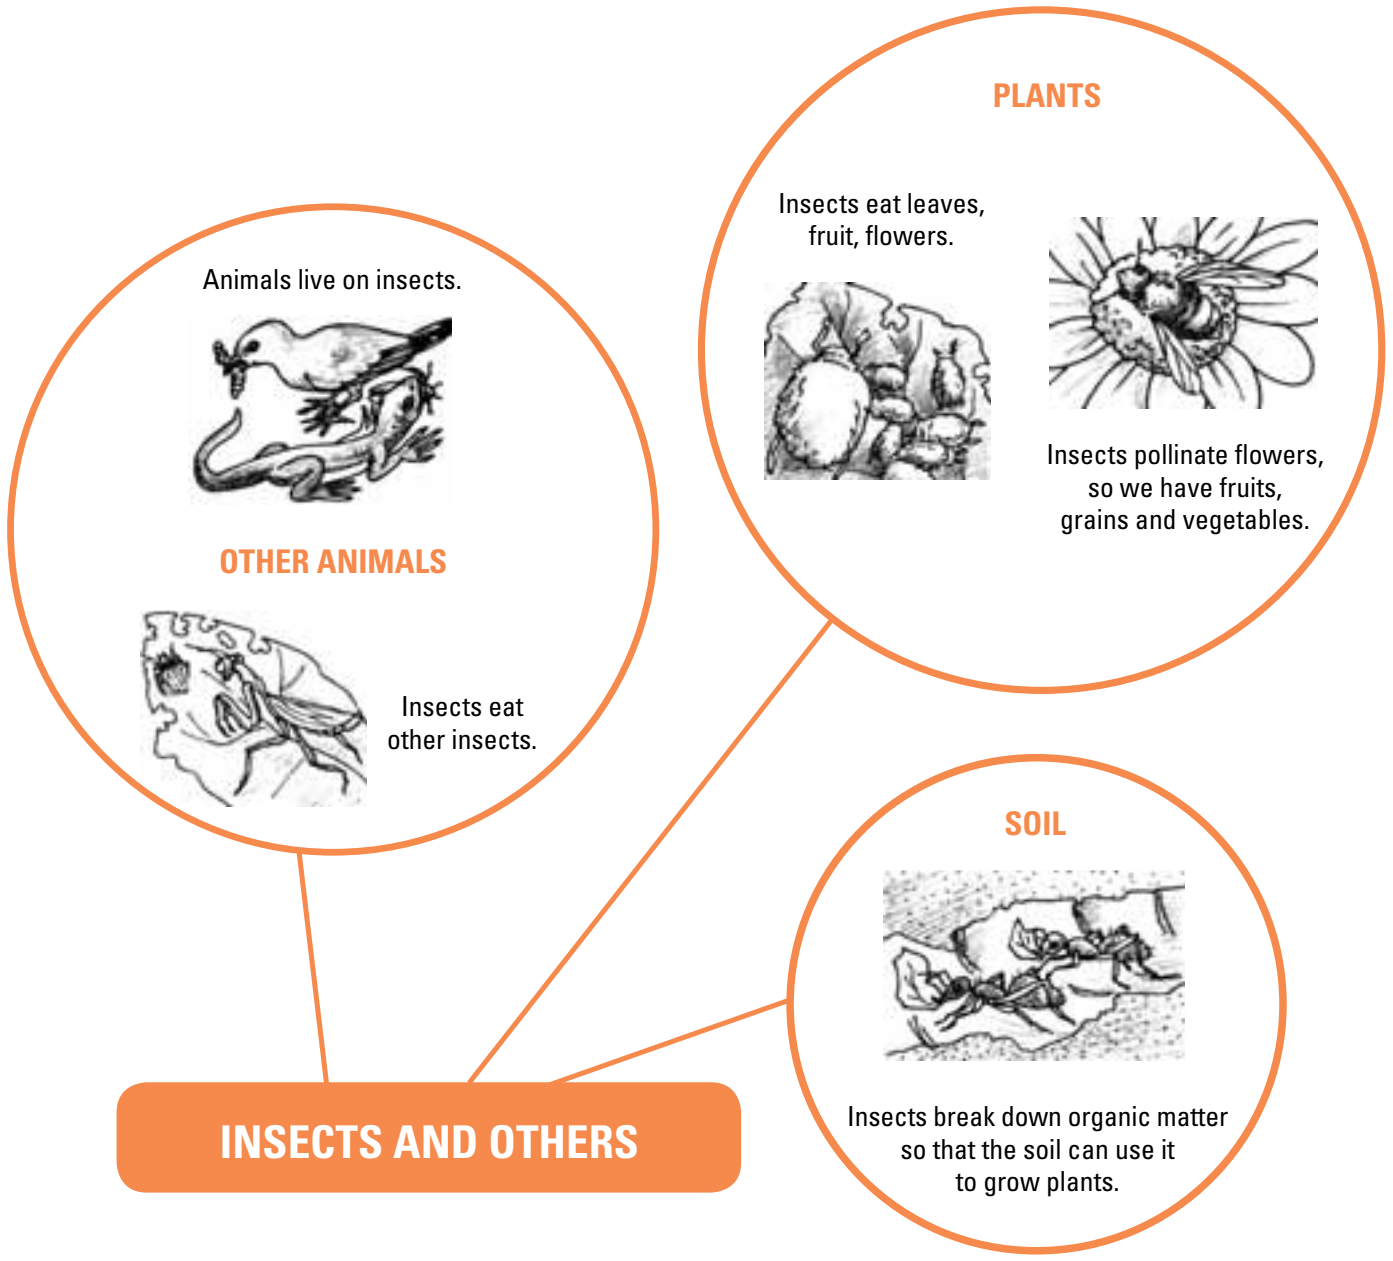 PLANTS
Insects eat leaves,
fruit, flowers.
Insects pollinate flowers,
so we have fruits,
grains and vegetables.
Animals live on insects.
OTHER ANIMALS
Insects eat
other insects.
SOIL
Insects break down organic matter
so that the soil can use it
to grow plants.
INSECTS AND OTHERS